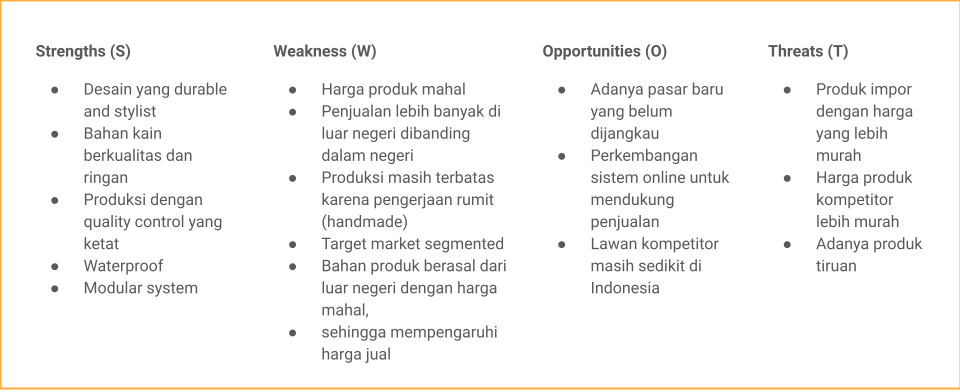 Strengths (S)
● Desain yang durable
and stylist
● Bahan kain
berkualitas dan
ringan
● Produksi dengan
quality control yang
ketat
● Waterproof
● Modular system
Weakness (W)
● Harga produk mahal
● Penjualan lebih banyak di
luar negeri dibanding
dalam negeri
● Produksi masih terbatas
karena pengerjaan rumit
(handmade)
● Target market segmented
● Bahan produk berasal dari
luar negeri dengan harga
mahal,
● sehingga mempengaruhi
harga jual
Opportunities (O)
● Adanya pasar baru
yang belum
dijangkau
● Perkembangan
sistem online untuk
mendukung
penjualan
● Lawan kompetitor
masih sedikit di
Indonesia
Threats (T)
● Produk impor
dengan harga
yang lebih
murah
● Harga produk
kompetitor
lebih murah
● Adanya produk
tiruan